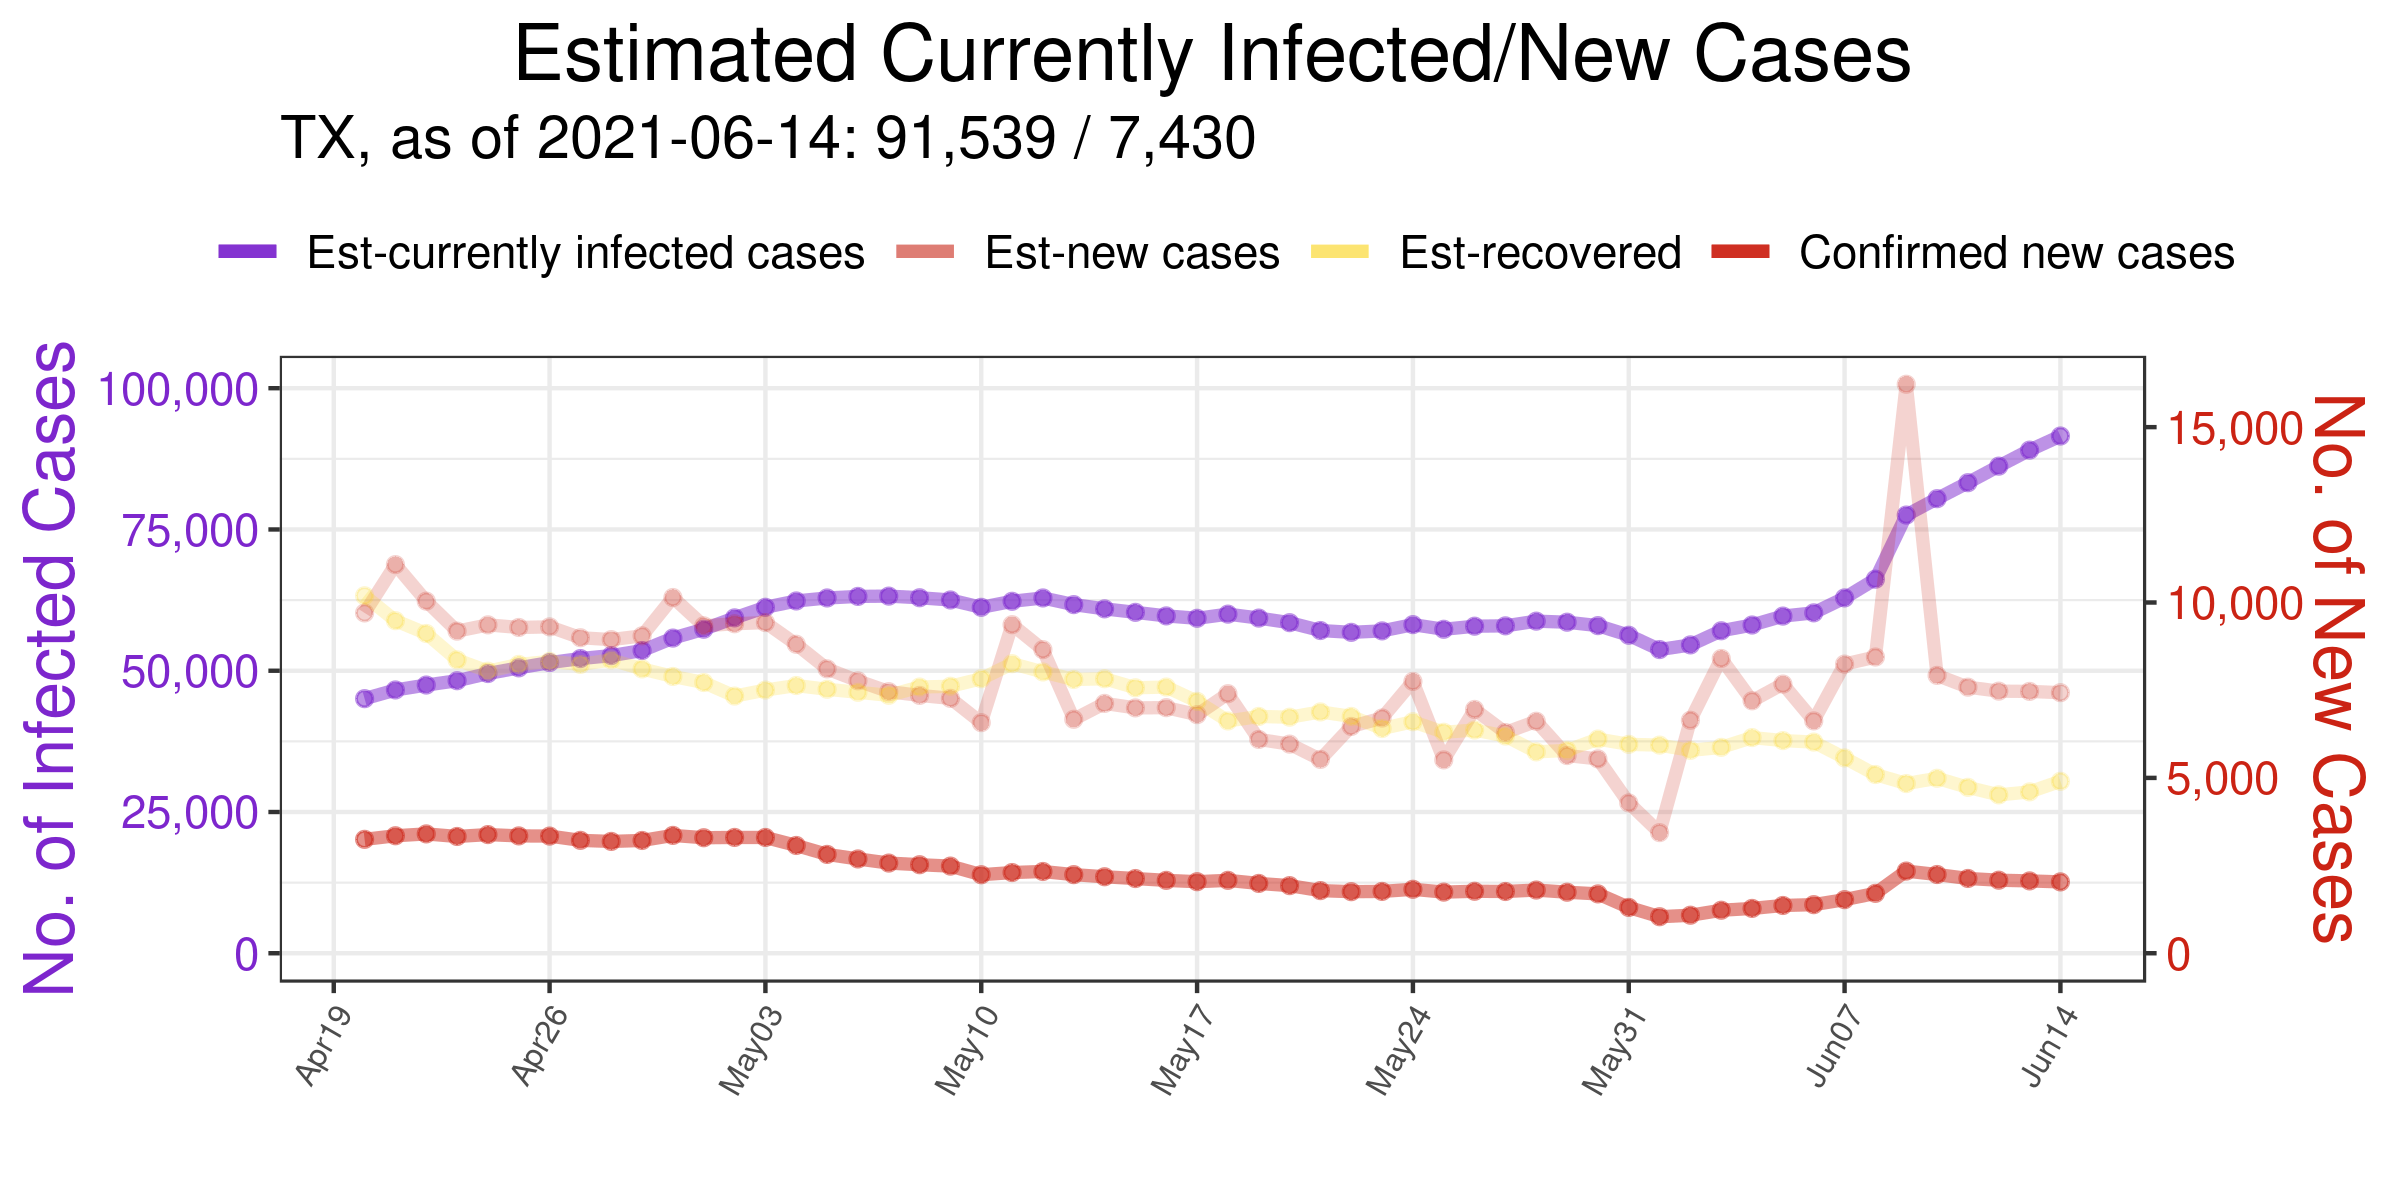 Estimated Currently Infected/New Cases
TX, as of 2021-06-14: 91,539 / 7,430
Est-currently infected cases Est-new cases Est-recovered Confirmed new cases
No. of Infected Cases
100,000
75,000
50,000
25,000
0
15,000
10,000
5,000
0
No. of New Cases
Apr19 Apr26 May03 May10 May17 May24 May31 Jun07 Jun14